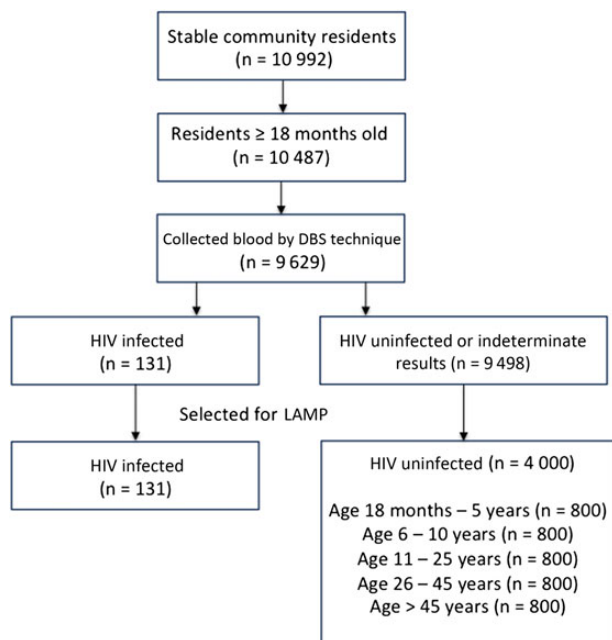 Stable community residents
(n = 10 992)
Residents ≥ 18 months old
(n = 10 487)
Collected blood by DBS technique
(n = 9 629)
HIV infected
(n = 131)
HIV uninfected or indeterminate
results (n = 9 498)
Selected for LAMP
HIV infected
(n = 131)
HIV uninfected (n = 4 000)
Age 18 months – 5 years (n = 800)
Age 6 – 10 years (n = 800)
Age 11 – 25 years (n = 800)
Age 26 – 45 years (n = 800)
Age > 45 years (n = 800)